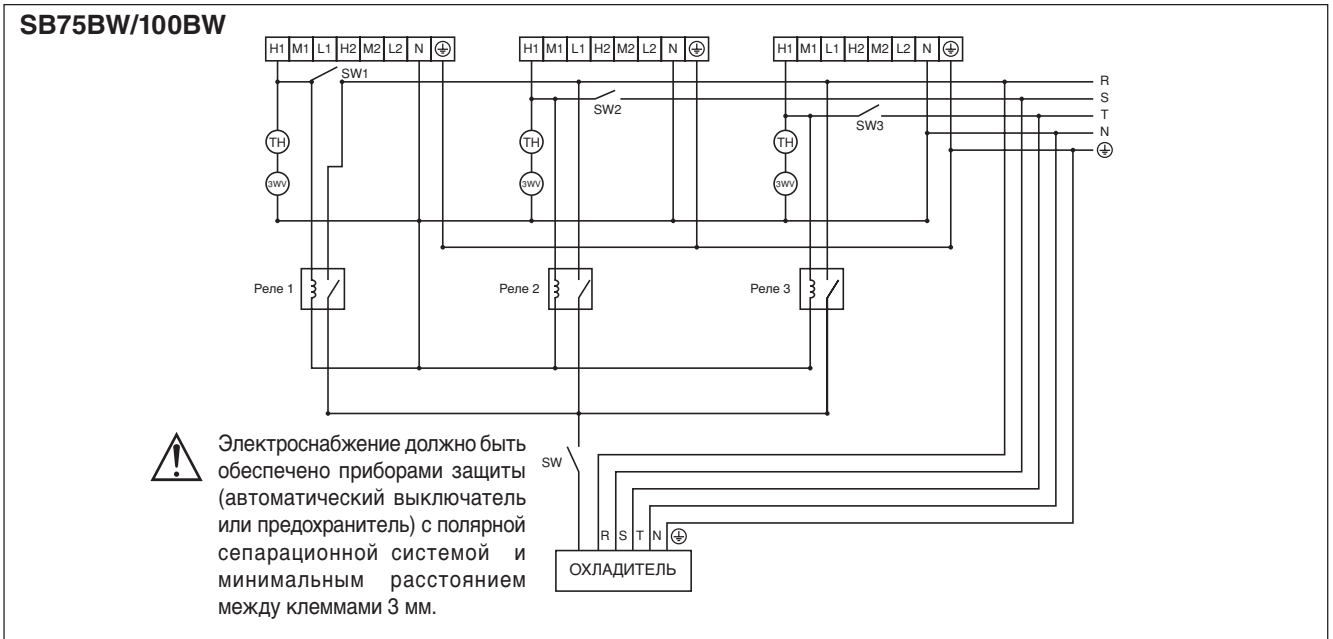 SB75BW/100BW
H1 M1 L1 H2 M2 L2 N
H1 M1 L1 H2 M2 L2 N
H1 M1 L1 H2 M2 L2 N
SW1
SW2
SW3
R
S
T
N
TH
TH
TH
3WV
3WV
3WV
Реле 1
Реле 2
Реле 3
Электроснабжение должно быть
обеспечено приборами защиты
(автоматический выключатель
или предохранитель) с полярной
сепарационной системой и
минимальным расстоянием
между клеммами 3 мм.
SW
R S T N
ОХЛАДИТЕЛЬ